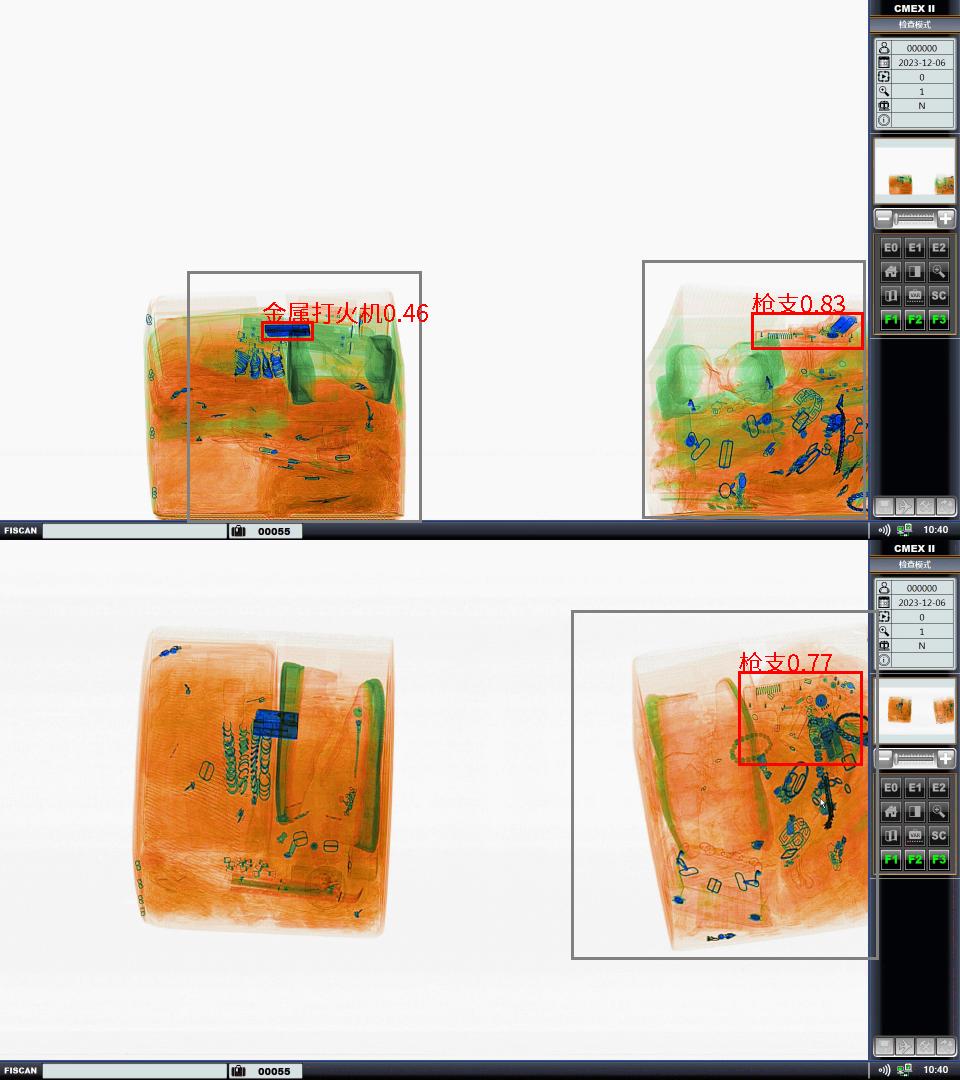 CMEX II
检查模式
000000
2023-12-06
0
1
N
E0 E1 E2
VAR SC
F1 F2 F3
金属打火机0.46
枪支0.83
FISCAN
00055
10:40
CMEX II
检查模式
000000
2023-12-06
0
1
N
E0 E1 E2
VAR SC
F1 F2 F3
枪支0.77
FISCAN
00055
10:40